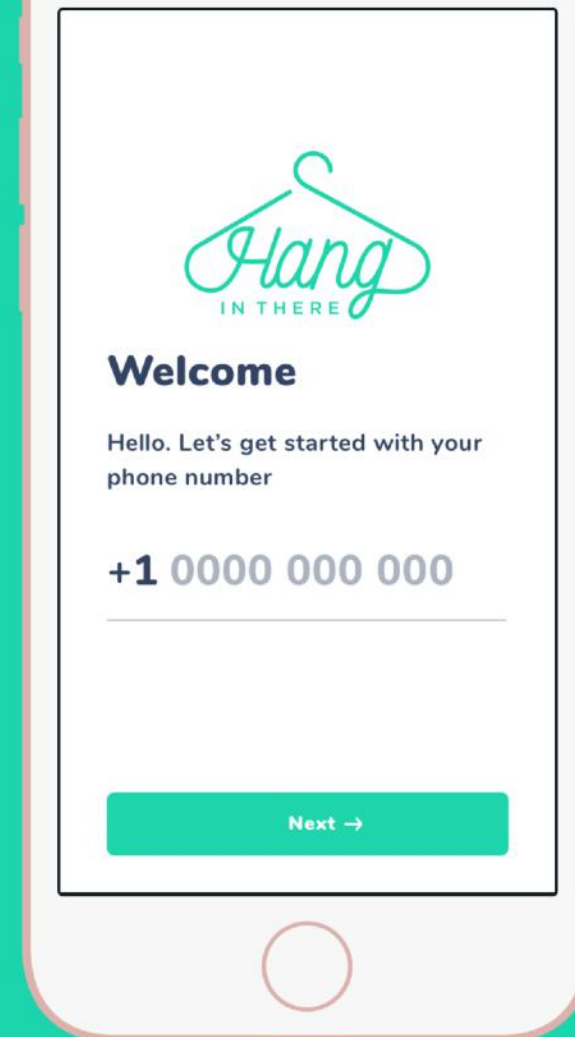 Hang
IN THERE
Welcome
Hello. Let's get started with your
phone number
+1 0000 000 000
Next →